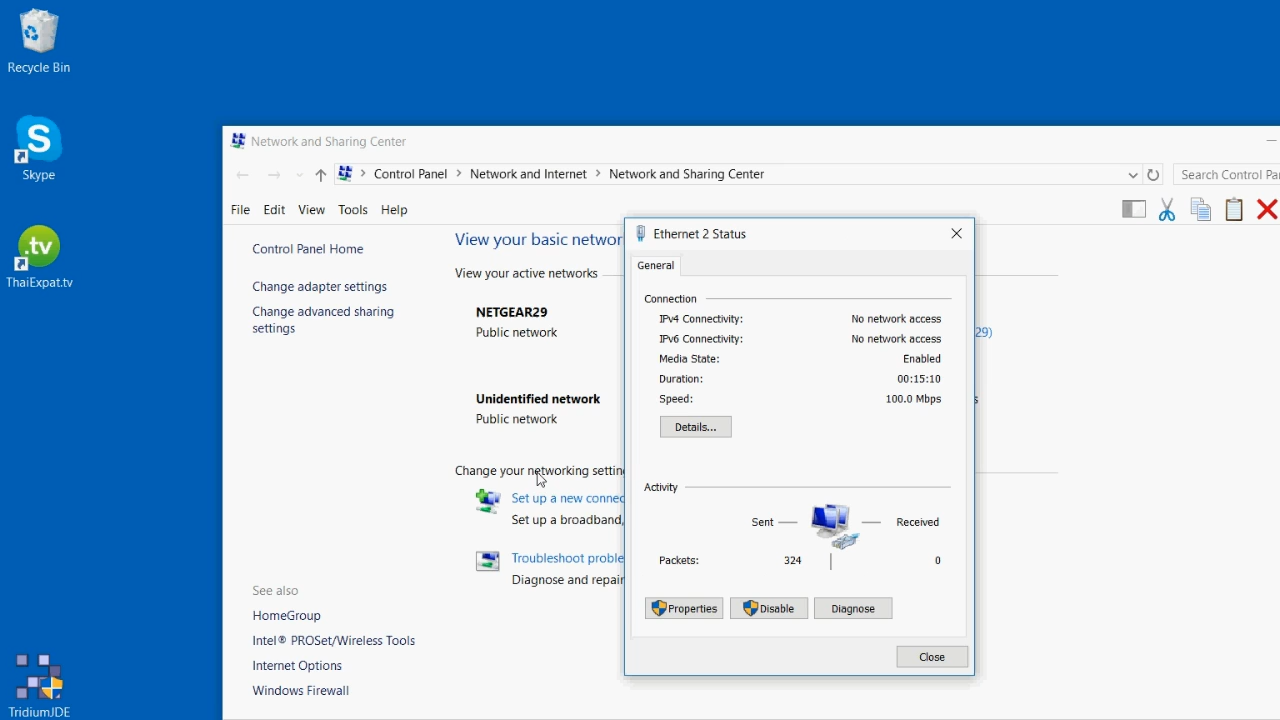 Recycle Bin
Skype
.tv
ThaiExpat.tv
TridiumJDE
Network and Sharing Center
Control Panel > Network and Internet > Network and Sharing Center
Search Control Pa
File Edit View Tools Help
Control Panel Home
Change adapter settings
Change advanced sharing
settings
See also
HomeGroup
Intel® PROSet/Wireless Tools
Internet Options
Windows Firewall
View your basic networ
View your active networks
NETGEAR29
Public network
29)
Unidentified network
Public network
s
Change your networking settin
Set up a new connec
Set up a broadband,
Troubleshoot proble
Diagnose and repair
Ethernet 2 Status
General
Connection
IPv4 Connectivity: No network access
IPv6 Connectivity: No network access
Media State: Enabled
Duration: 00:15:10
Speed: 100.0 Mbps
Details...
Activity
Sent — — Received
Packets: 324 0
Properties Disable Diagnose
Close